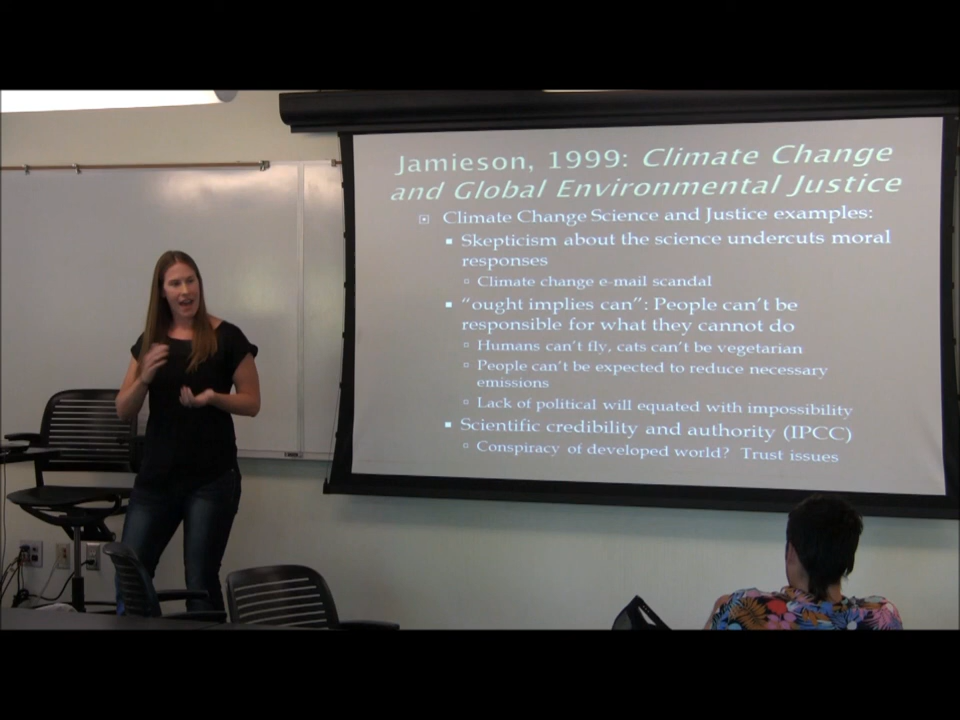 Jamieson, 1999: Climate Change
and Global Environmental Justice
Climate Change Science and Justice examples:
Skepticism about the science undercuts moral
responses
Climate change e-mail scandal
“ought implies can”: People can’t be
responsible for what they cannot do
Humans can’t fly, cats can’t be vegetarian
People can’t be expected to reduce necessary
emissions
Lack of political will equated with impossibility
Scientific credibility and authority (IPCC)
Conspiracy of developed world? Trust issues